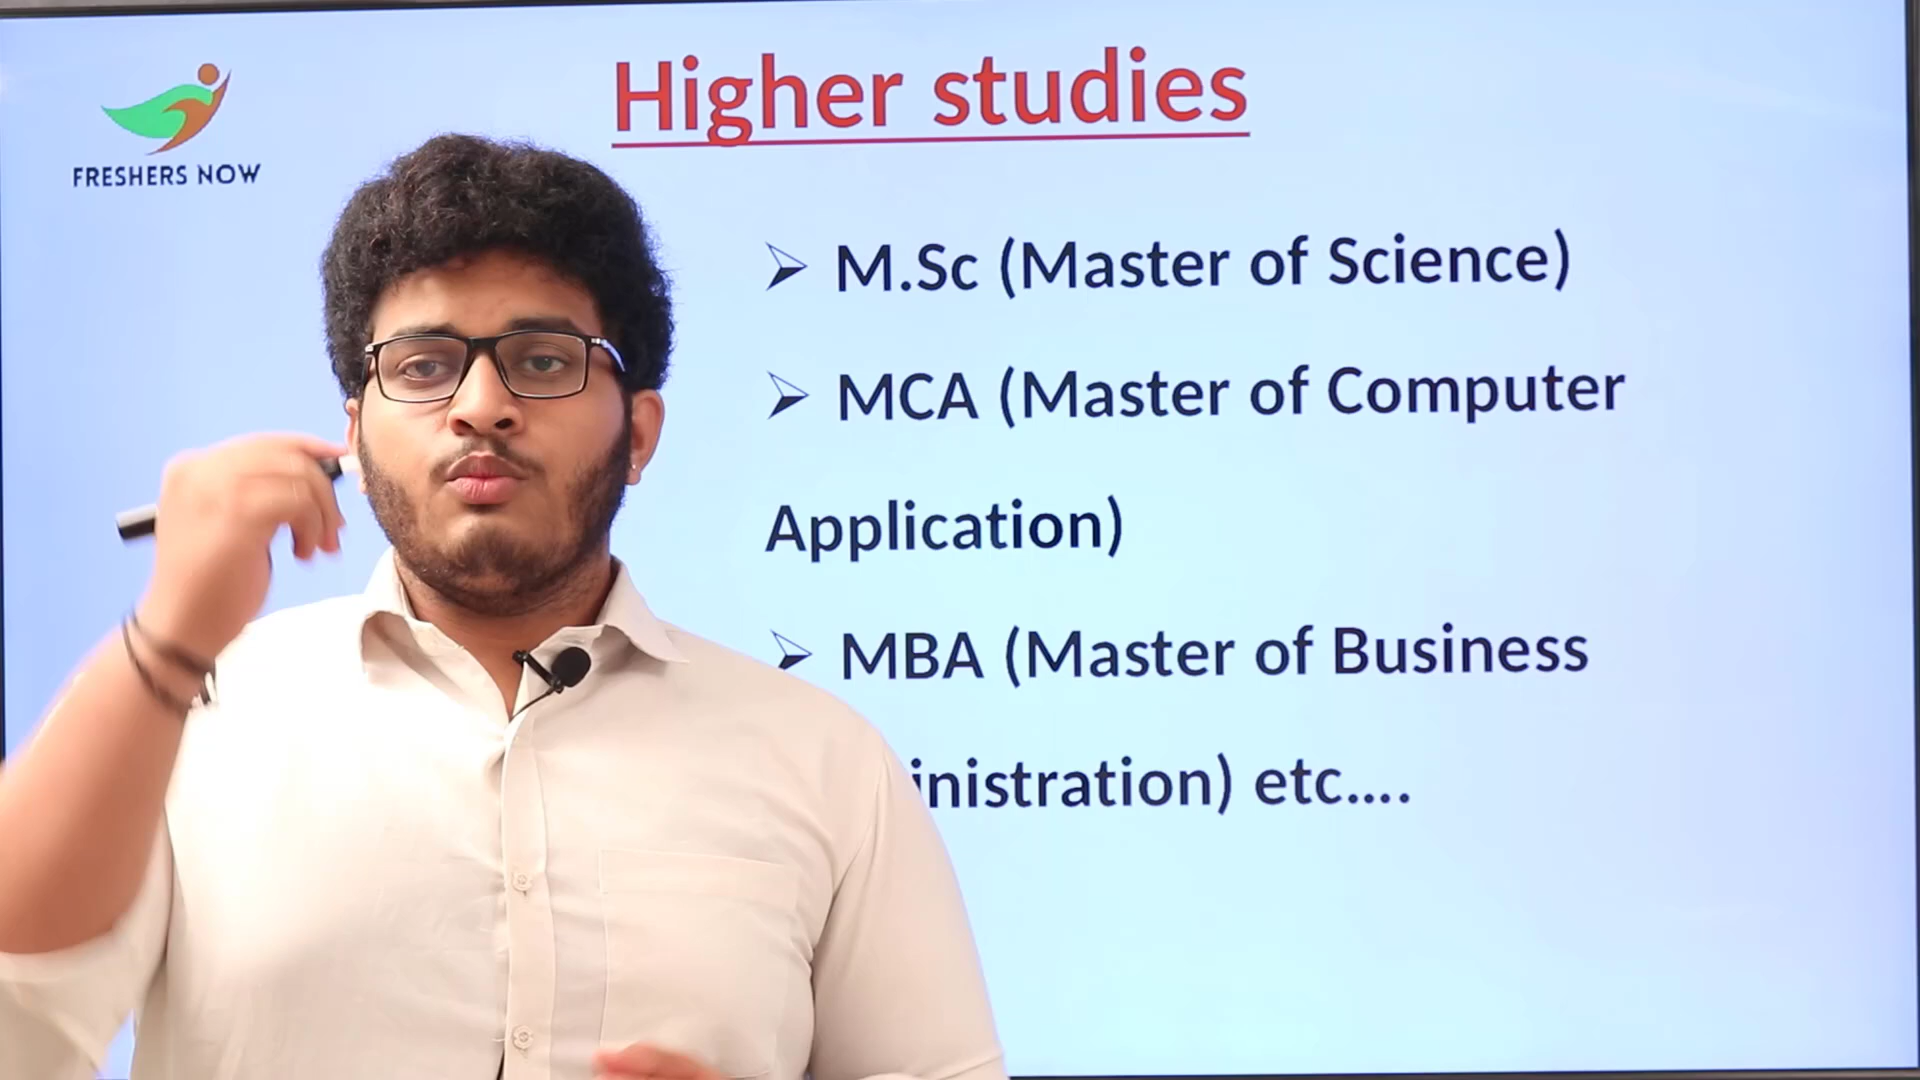 Higher studies
FRESHERS NOW
➢ M.Sc (Master of Science)
➢ MCA (Master of Computer
Application)
➢ MBA (Master of Business
inistration) etc....